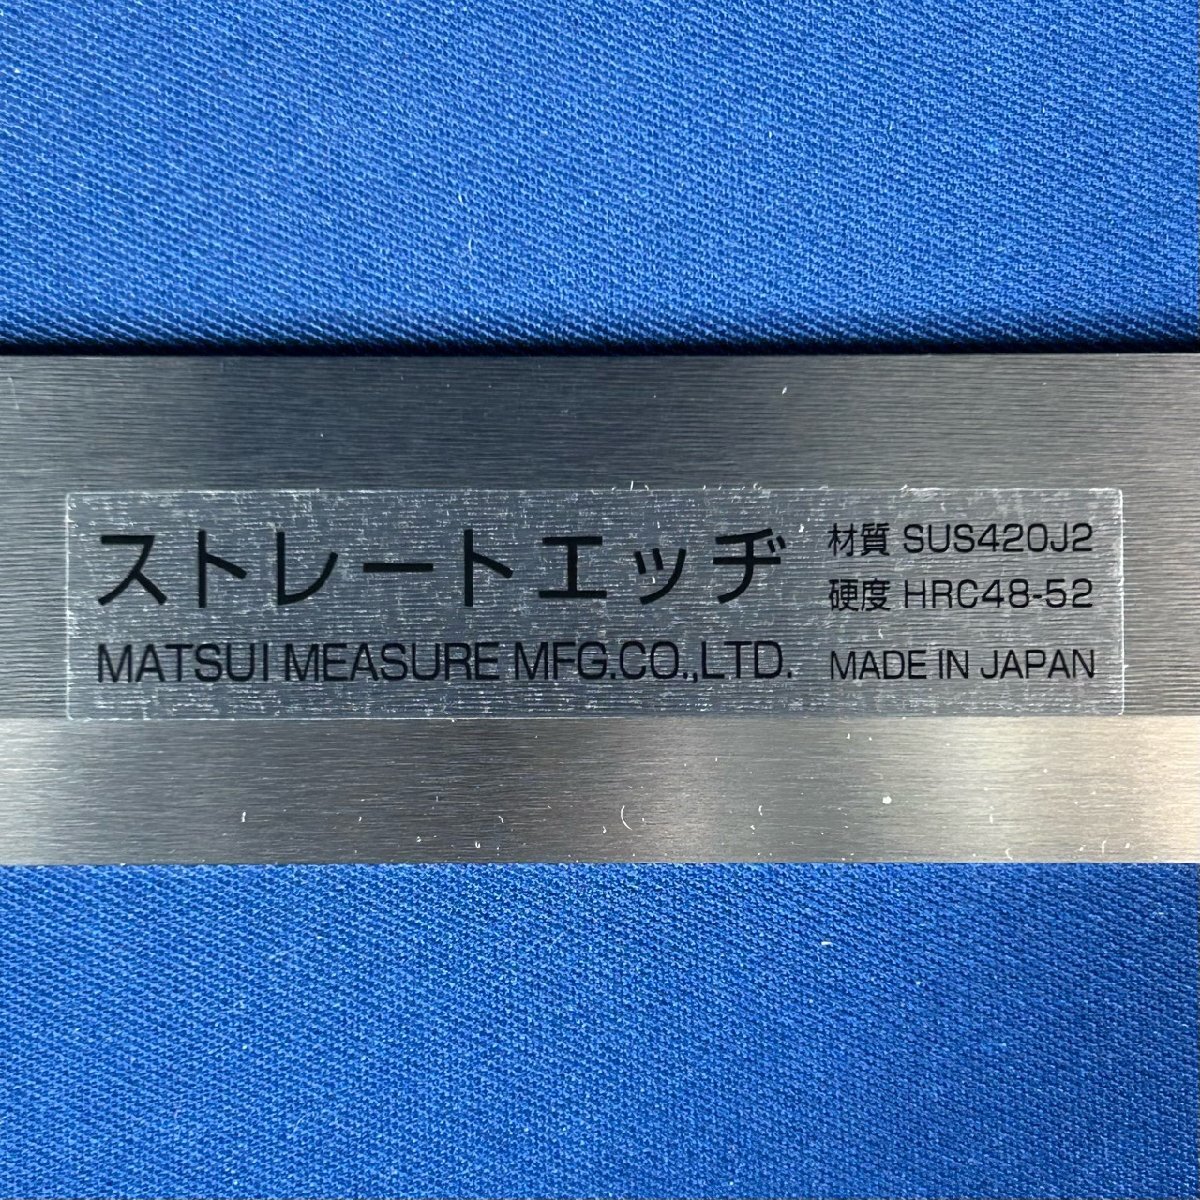 ストレートエッヂ
MATSUI MEASURE MFG.CO.,LTD.
材質 SUS420J2
硬度 HRC48-52
MADE IN JAPAN